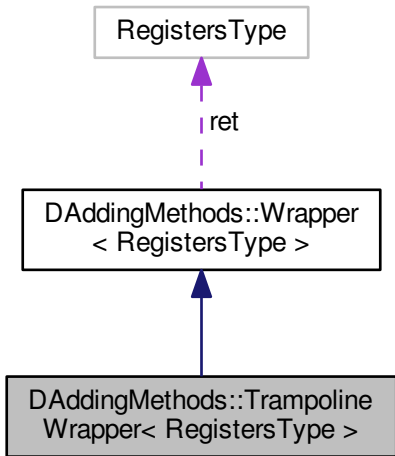 RegistersType
ret
DAddingMethods::Wrapper
< RegistersType >
DAddingMethods::Trampoline
Wrapper< RegistersType >